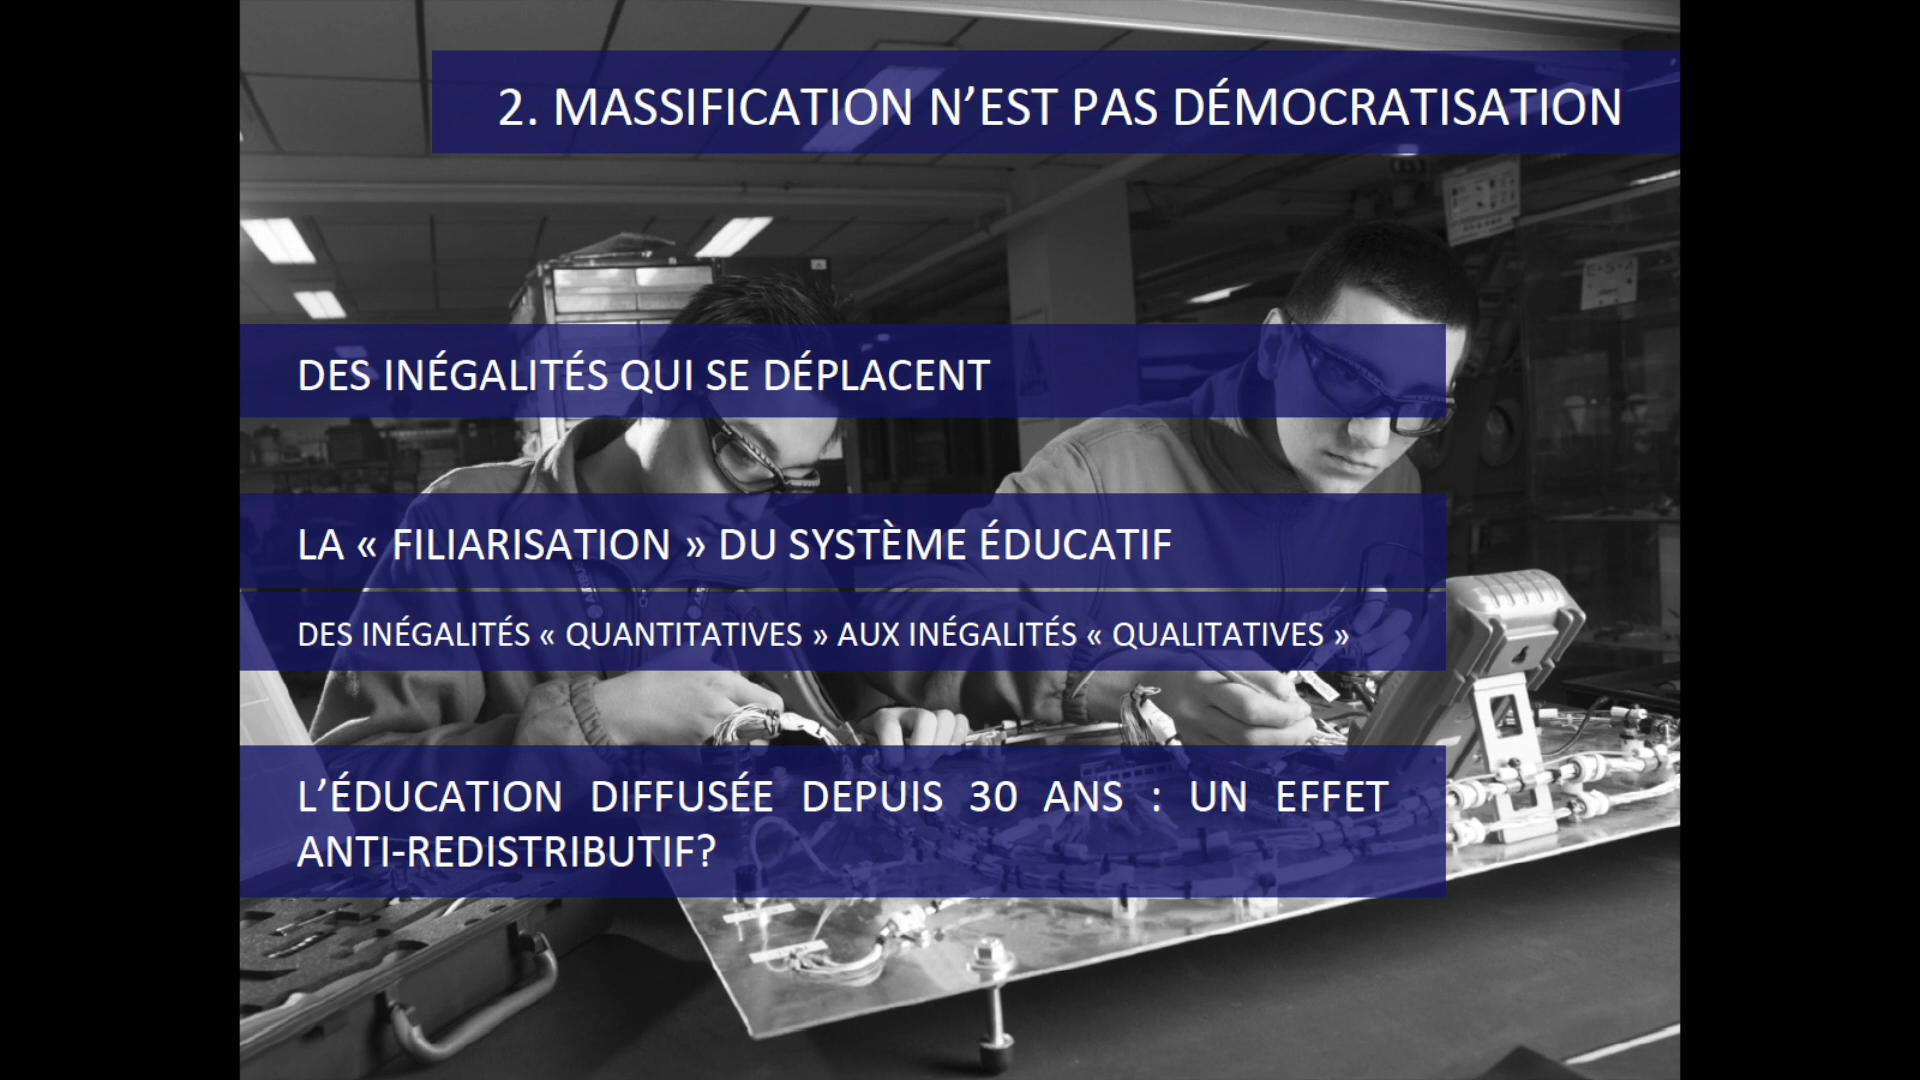 2. MASSIFICATION N’EST PAS DÉMOCRATISATION
DES INÉGALITÉS QUI SE DÉPLACENT
LA « FILIARISATION » DU SYSTÈME ÉDUCATIF
DES INÉGALITÉS « QUANTITATIVES » AUX INÉGALITÉS « QUALITATIVES »
L’ÉDUCATION DIFFUSÉE DEPUIS 30 ANS : UN EFFET
ANTI-REDISTRIBUTIF?